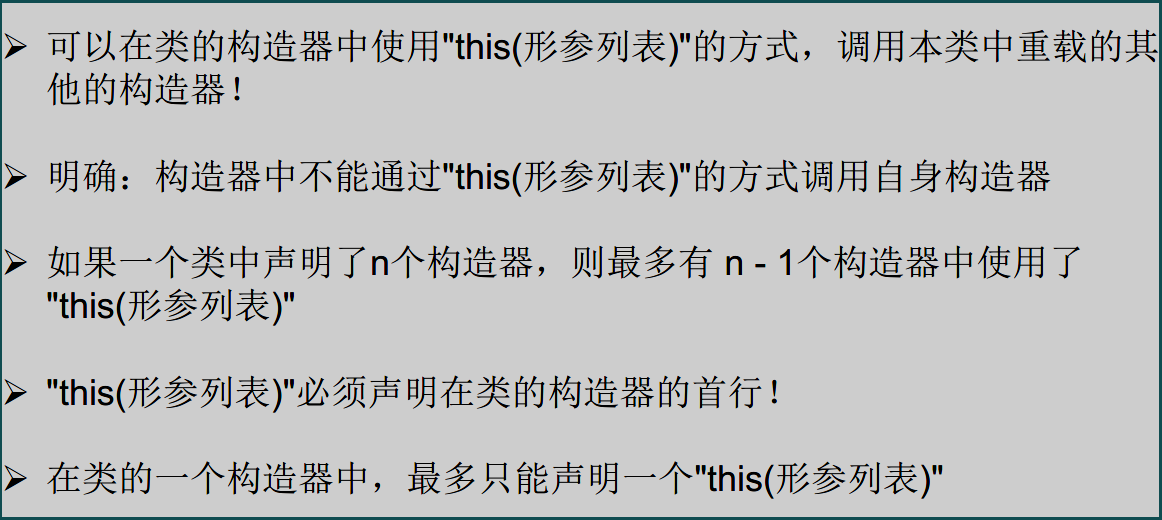 ➢ 可以在类的构造器中使用"this(形参列表)"的方式，调用本类中重载的其
他的构造器！
➢ 明确：构造器中不能通过"this(形参列表)"的方式调用自身构造器
➢ 如果一个类中声明了n个构造器，则最多有 n - 1个构造器中使用了
"this(形参列表)"
➢ "this(形参列表)"必须声明在类的构造器的首行！
➢ 在类的一个构造器中，最多只能声明一个"this(形参列表)"